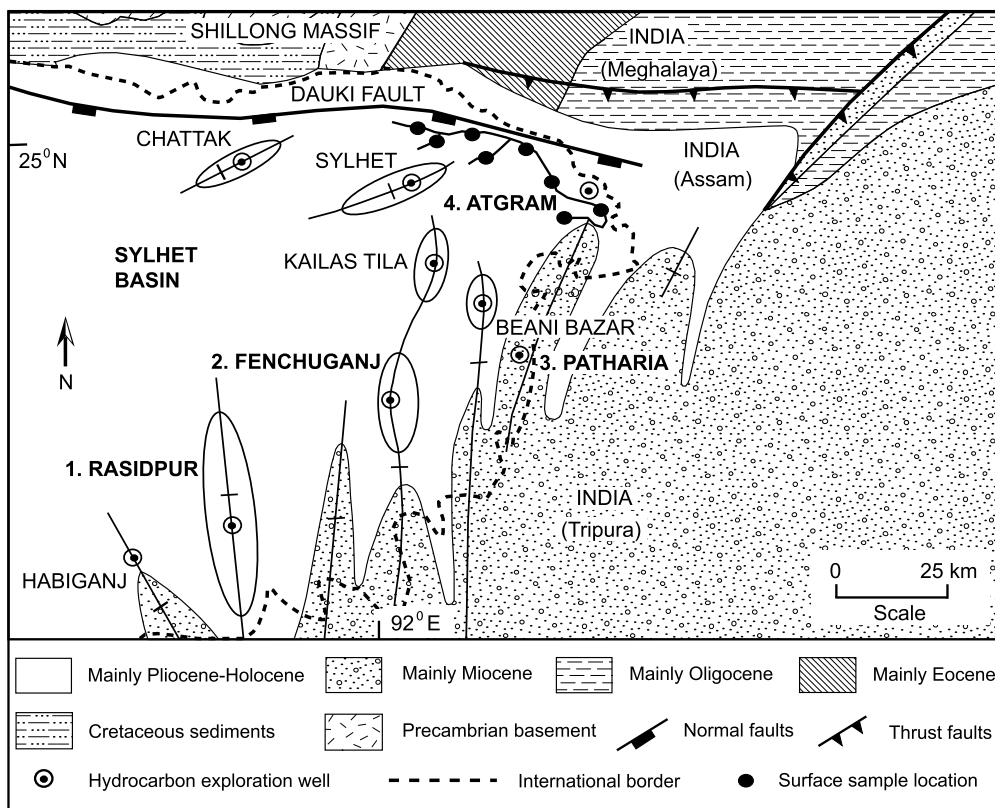 SHILLONG MASSIF
INDIA
(Meghalaya)
DAUKI FAULT
CHATTAK
25⁰N
SYLHET
INDIA
(Assam)
4. ATGRAM
SYLHET
BASIN
KAILAS TILA
BEANI BAZAR
N
2. FENCHUGANJ
3. PATHARIA
1. RASIDPUR
INDIA
(Tripura)
HABIGANJ
0 25 km
Scale
92⁰E
Mainly Pliocene-Holocene
Mainly Miocene
Mainly Oligocene
Mainly Eocene
Cretaceous sediments
Precambrian basement
Normal faults
Thrust faults
Hydrocarbon exploration well
International border
Surface sample location